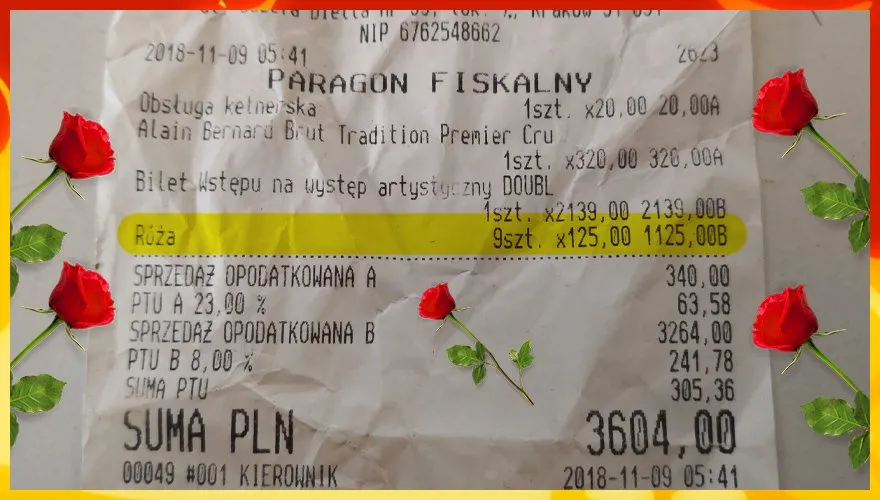 Kraków 31-
NIP 6762548662
2018-11-09 05:41 2623
PARAGON FISKALNY
Obsługa kelnerska 1szt. x20,00 20,00A
Alain Bernard Brut Tradition Premier Cru
1szt. x320,00 320,00A
Bilet Wstępu na występ artystyczny DOUBL
1szt. x2139,00 2139,00B
Róża 9szt. x125,00 1125,00B
SPRZEDAŻ OPODATKOWANA A 340,00
PTU A 23,00 % 63,58
SPRZEDAŻ OPODATKOWANA B 3264,00
PTU B 8,00 % 241,78
SUMA PTU 305,36
SUMA PLN 3604,00
00049 #001 KIEROWNIK 2018-11-09 05:41